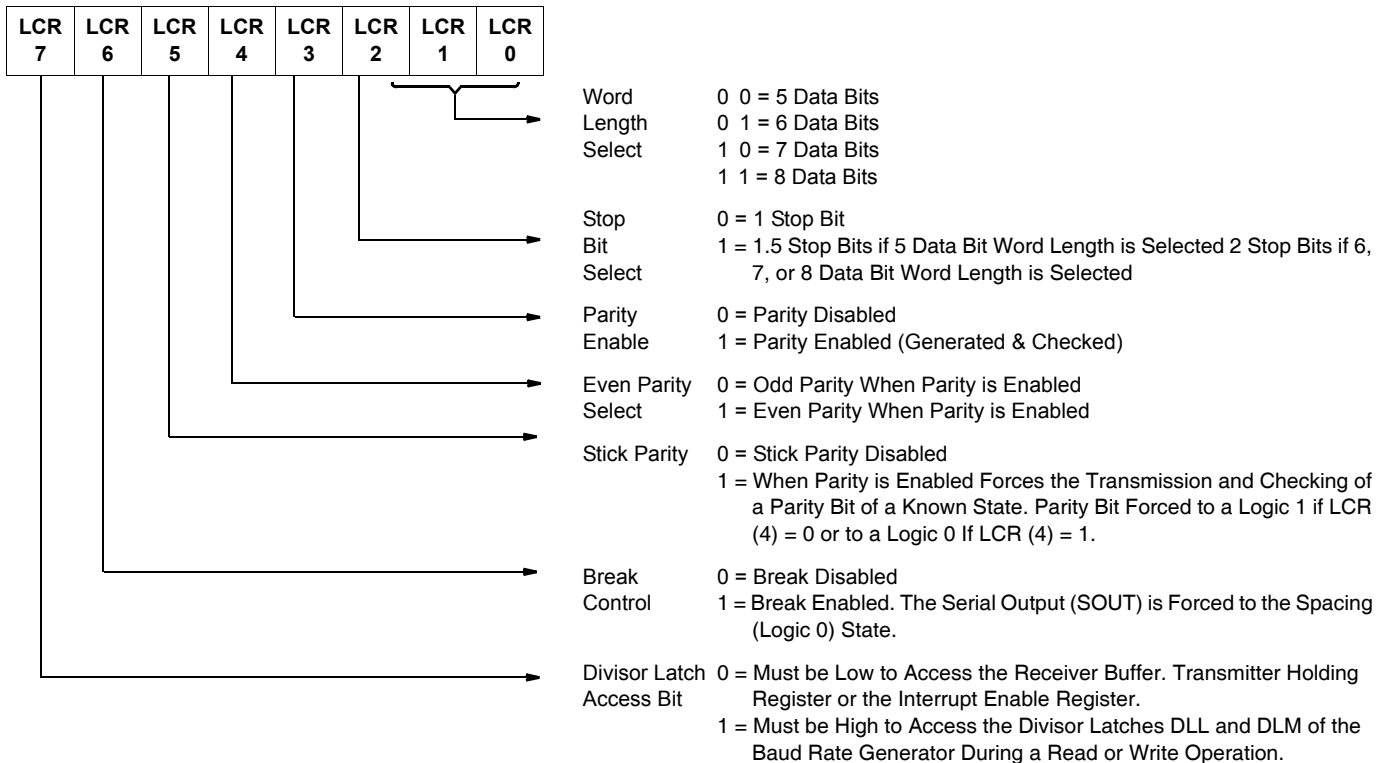 LCR LCR LCR LCR LCR LCR LCR LCR
7 6 5 4 3 2 1 0
Word 0 0 = 5 Data Bits
Length 0 1 = 6 Data Bits
Select 1 0 = 7 Data Bits
1 1 = 8 Data Bits
Stop 0 = 1 Stop Bit
Bit 1 = 1.5 Stop Bits if 5 Data Bit Word Length is Selected 2 Stop Bits if 6,
Select 7, or 8 Data Bit Word Length is Selected
Parity 0 = Parity Disabled
Enable 1 = Parity Enabled (Generated & Checked)
Even Parity 0 = Odd Parity When Parity is Enabled
Select 1 = Even Parity When Parity is Enabled
Stick Parity 0 = Stick Parity Disabled
1 = When Parity is Enabled Forces the Transmission and Checking of
a Parity Bit of a Known State. Parity Bit Forced to a Logic 1 if LCR
(4) = 0 or to a Logic 0 If LCR (4) = 1.
Break 0 = Break Disabled
Control 1 = Break Enabled. The Serial Output (SOUT) is Forced to the Spacing
(Logic 0) State.
Divisor Latch 0 = Must be Low to Access the Receiver Buffer. Transmitter Holding
Access Bit Register or the Interrupt Enable Register.
1 = Must be High to Access the Divisor Latches DLL and DLM of the
Baud Rate Generator During a Read or Write Operation.